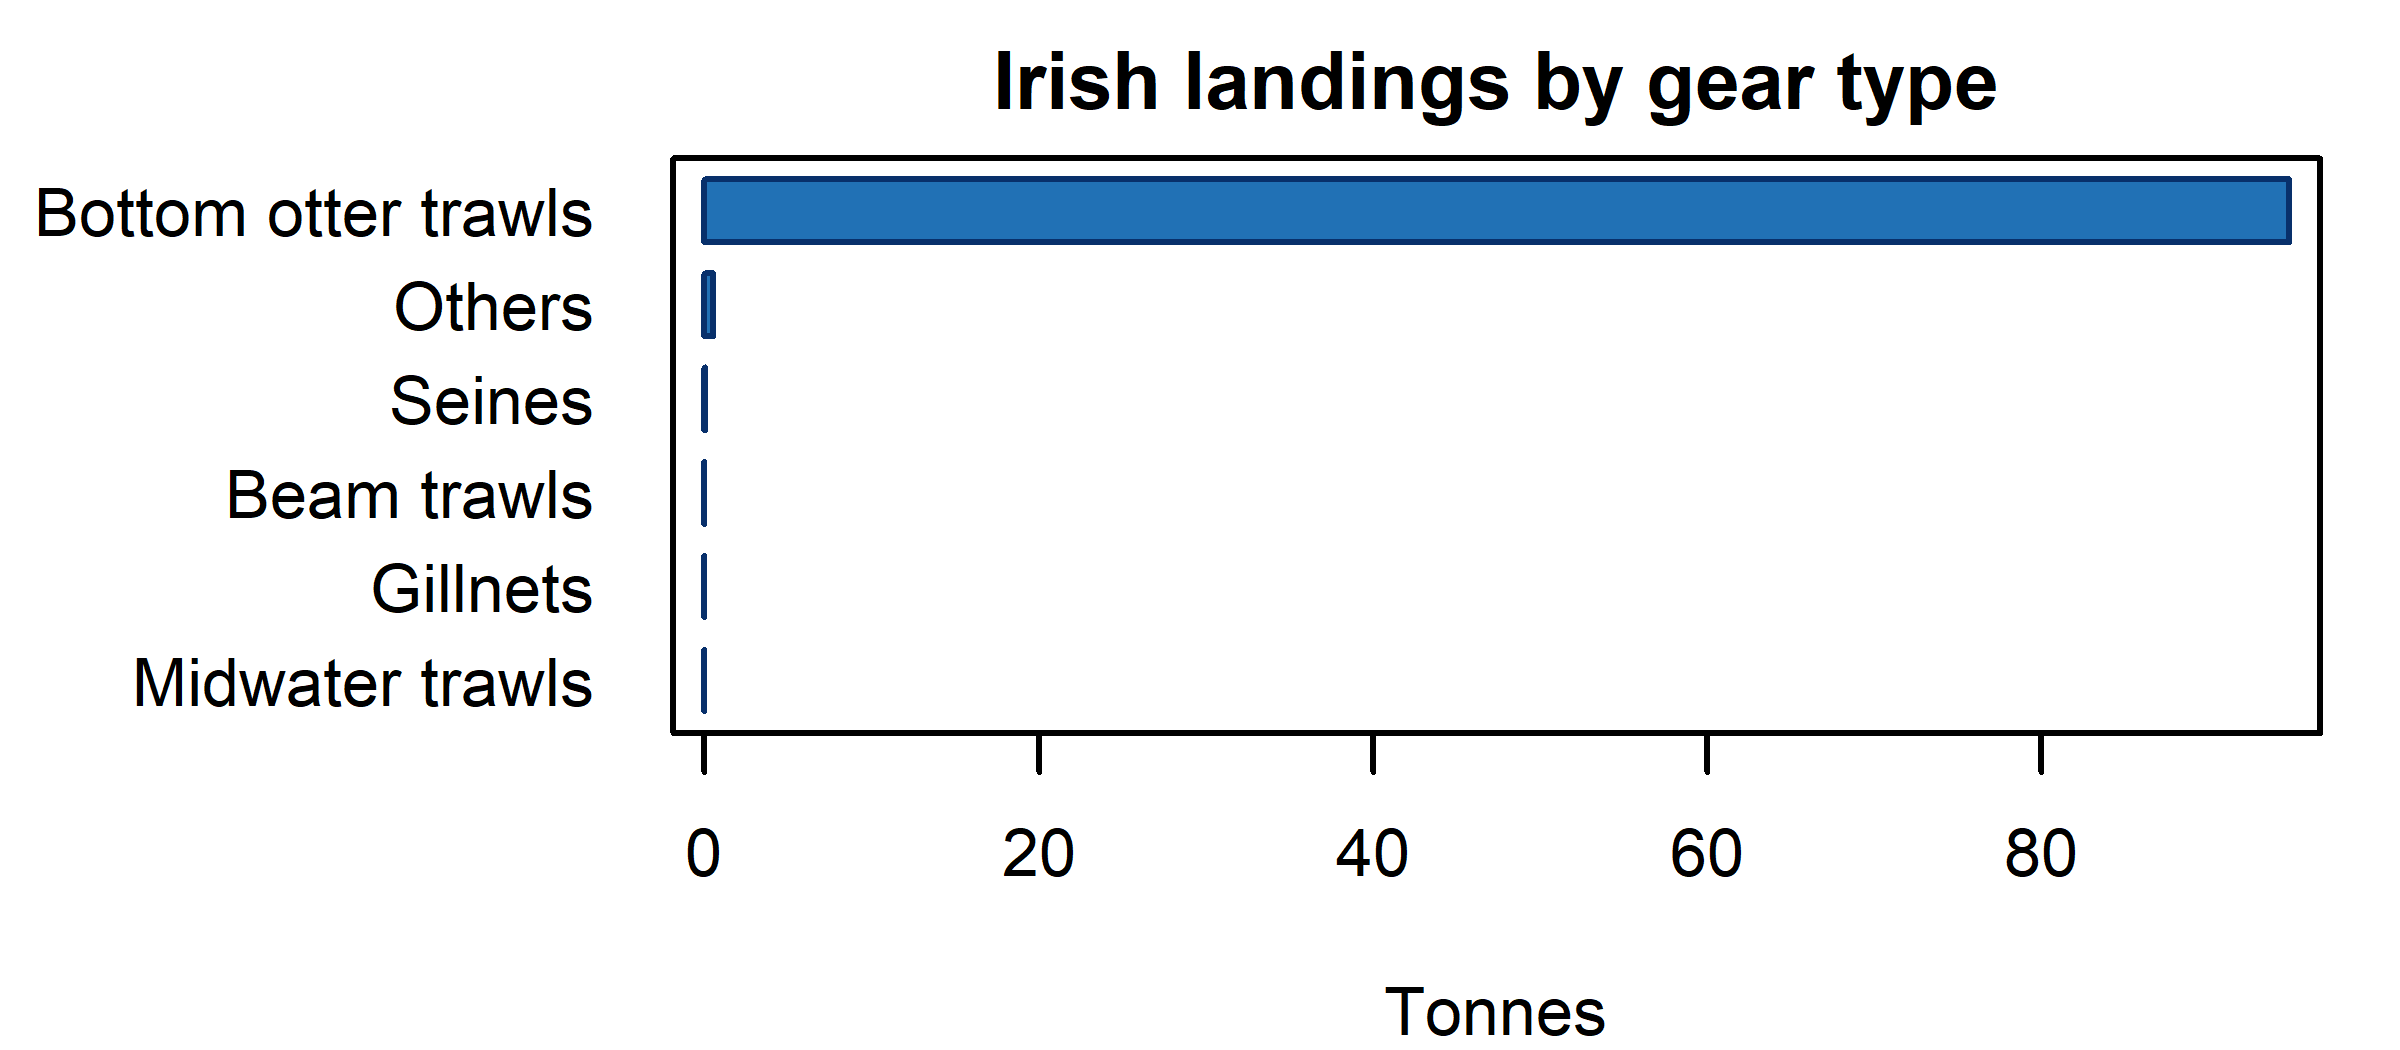 Irish landings by gear type
Bottom otter trawls
Others
Seines
Beam trawls
Gillnets
Midwater trawls
0 20 40 60 80
Tonnes